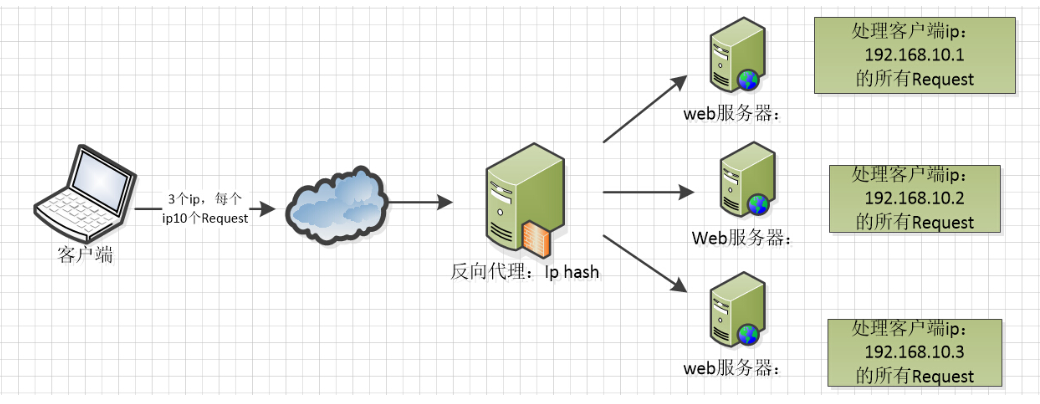 处理客户端ip：
192.168.10.1
的所有Request
web服务器：
3个ip，每个
ip10个Request
客户端
反向代理：Ip hash
处理客户端ip：
192.168.10.2
的所有Request
Web服务器：
处理客户端ip：
192.168.10.3
的所有Request
web服务器：